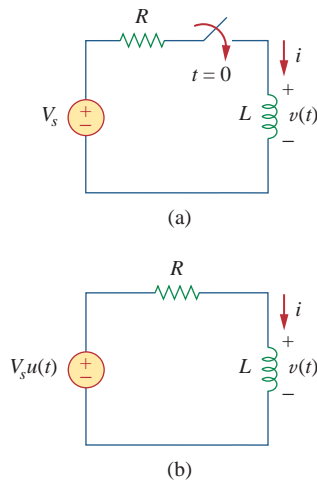 R
i
t = 0
+
V_s
+
−
L
v(t)
−
(a)
R
i
+
V_s u(t)
+
−
L
v(t)
−
(b)